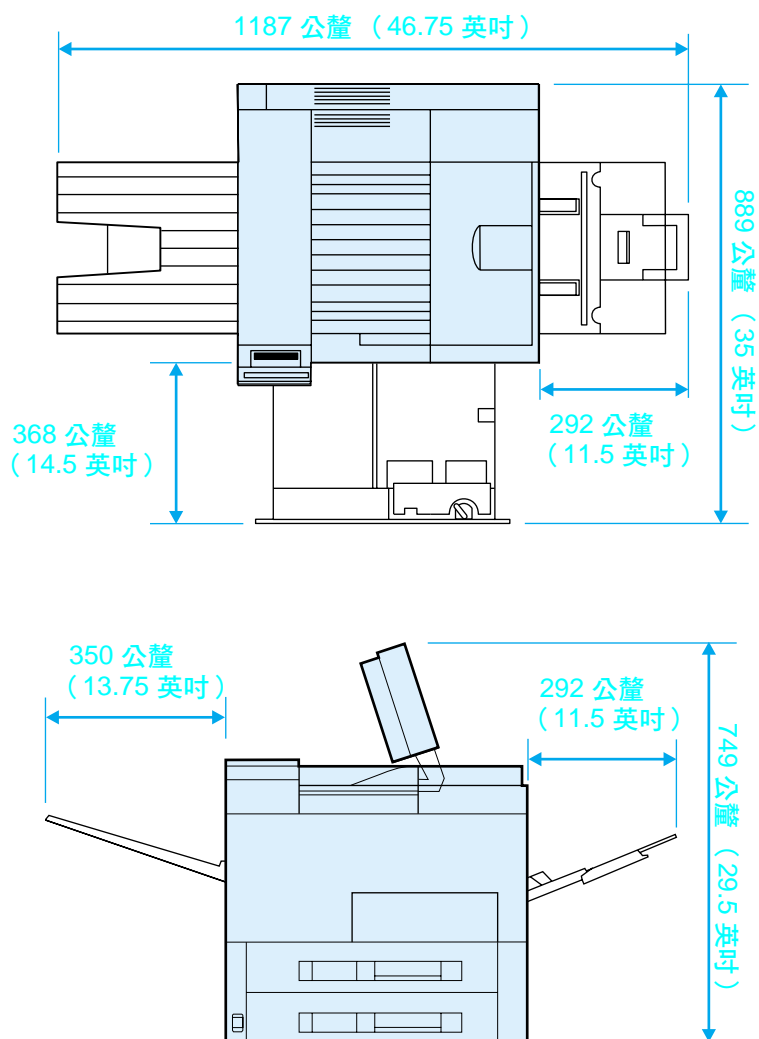 1187 公釐 （46.75 英吋）
889 公釐 （35 英吋）
368 公釐
（14.5 英吋）
292 公釐
（11.5 英吋）
350 公釐
（13.75 英吋）
292 公釐
（11.5 英吋）
749 公釐 （29.5 英吋）